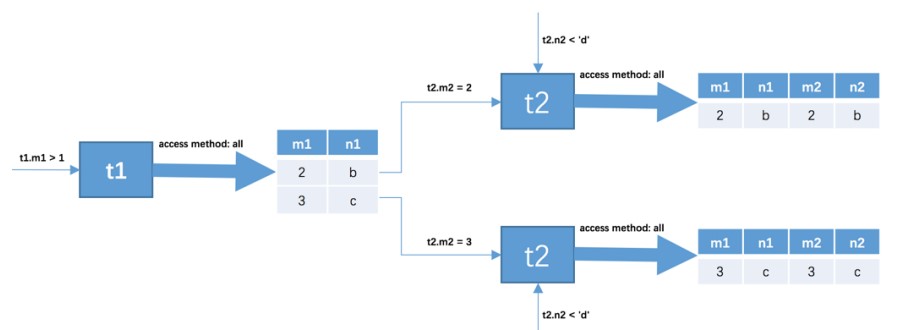 t1.m1 > 1
t1
access method: all
m1 n1
2 b
3 c
t2.m2 = 2
t2.n2 < 'd'
t2
access method: all
m1 n1 m2 n2
2 b 2 b
t2.m2 = 3
t2
access method: all
m1 n1 m2 n2
3 c 3 c
t2.n2 < 'd'